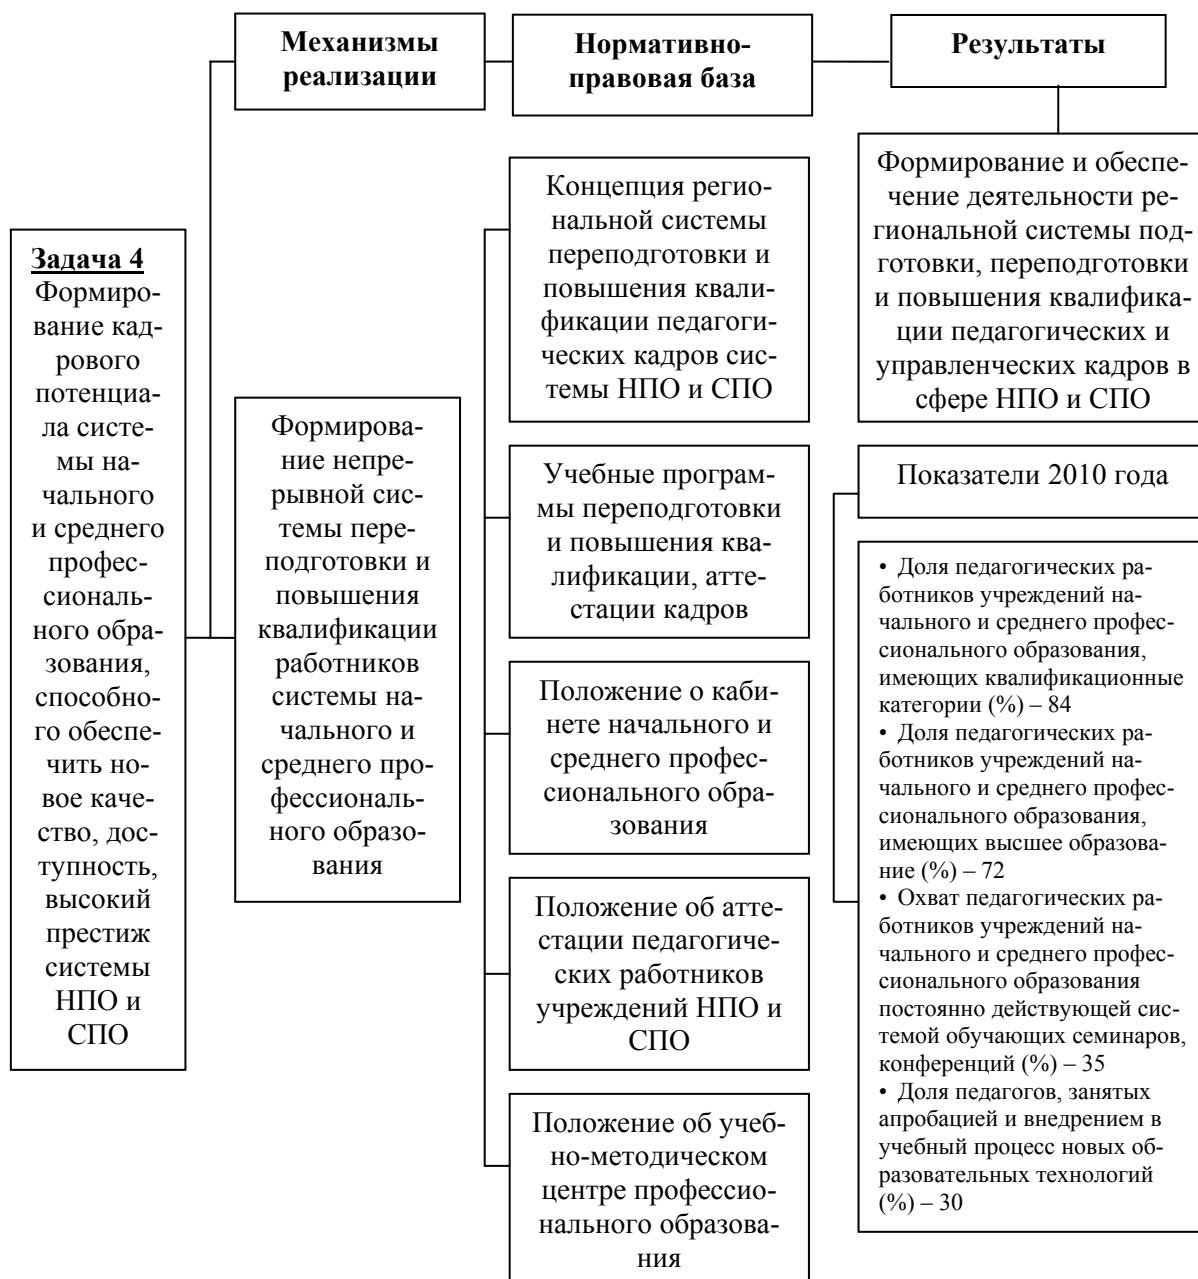 Механизмы
реализации
Нормативно-
правовая база
Результаты
Задача 4
Формиро-
вание кад-
рового
потенциа-
ла систе-
мы на-
чального
и среднего
профес-
сиональ-
ного обра-
зования,
способно-
го обеспе-
чить но-
вое каче-
ство, дос-
тупность,
высокий
престиж
системы
НПО и
СПО
Формирова-
ние непре-
рывной сис-
темы пере-
подготовки и
повышения
квалификации
работников
системы на-
чального и
среднего про-
фессиональ-
ного образо-
вания
Концепция регио-
нальной системы
переподготовки и
повышения квали-
фикации педагоги-
ческих кадров сис-
темы НПО и СПО
Учебные програм-
мы переподготовки
и повышения ква-
лификации, атте-
стации кадров
Положение о каби-
нете начального и
среднего профес-
сионального обра-
зования
Положение об атте-
стации педагогиче-
ских работников
учреждений НПО и
СПО
Положение об учеб-
но-методическом
центре профессио-
нального образова-
ния
Формирование и обеспе-
чение деятельности ре-
гиональной системы под-
готовки, переподготовки
и повышения квалифика-
ции педагогических и
управленческих кадров в
сфере НПО и СПО
Показатели 2010 года
• Доля педагогических ра-
ботников учреждений на-
чального и среднего профес-
сионального образования,
имеющих квалификационные
категории (%) – 84
• Доля педагогических ра-
ботников учреждений на-
чального и среднего профес-
сионального образования,
имеющих высшее образова-
ние (%) – 72
• Охват педагогических ра-
ботников учреждений на-
чального и среднего профес-
сионального образования
постоянно действующей сис-
темой обучающих семинаров,
конференций (%) – 35
• Доля педагогов, занятых
апробацией и внедрением в
учебный процесс новых об-
разовательных технологий
(%) – 30